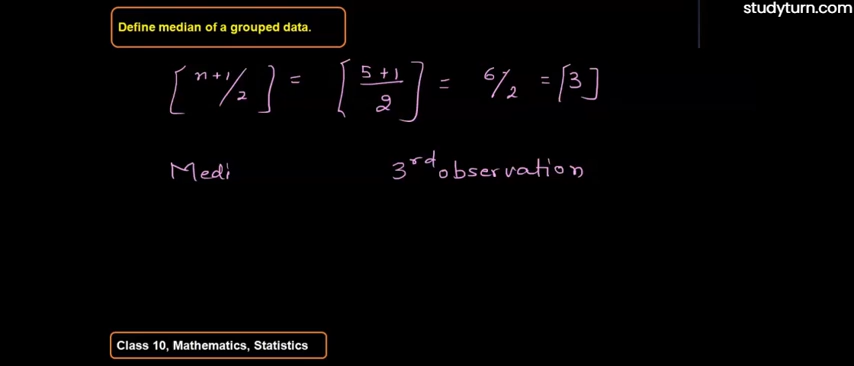 studyturn.com
Define median of a grouped data.
[n+1/2] = [5+1/2] = 6/2 = [3]
Medi 3rd observation
Class 10, Mathematics, Statistics